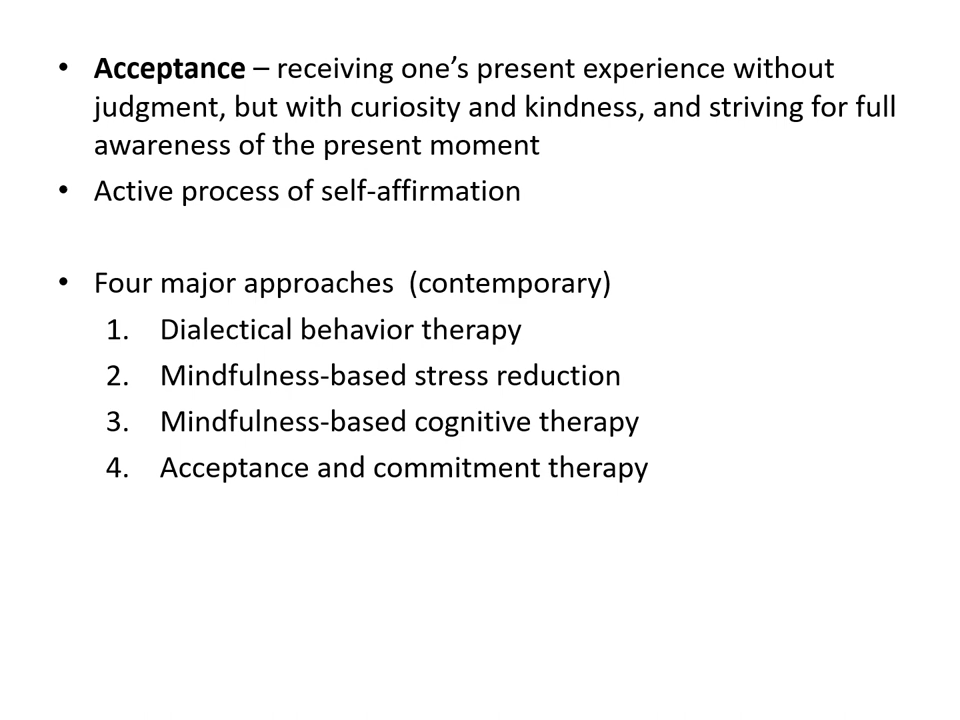 • Acceptance – receiving one’s present experience without
judgment, but with curiosity and kindness, and striving for full
awareness of the present moment
• Active process of self-affirmation
• Four major approaches  (contemporary)
1. Dialectical behavior therapy
2. Mindfulness-based stress reduction
3. Mindfulness-based cognitive therapy
4. Acceptance and commitment therapy